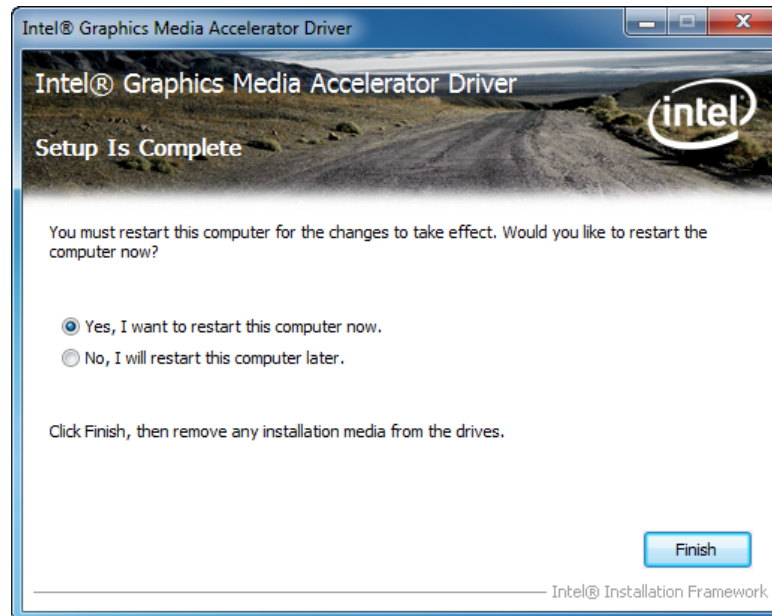 Intel® Graphics Media Accelerator Driver
Intel® Graphics Media Accelerator Driver
intel
Setup Is Complete
You must restart this computer for the changes to take effect. Would you like to restart the
computer now?
Yes, I want to restart this computer now.
No, I will restart this computer later.
Click Finish, then remove any installation media from the drives.
Finish
Intel® Installation Framework